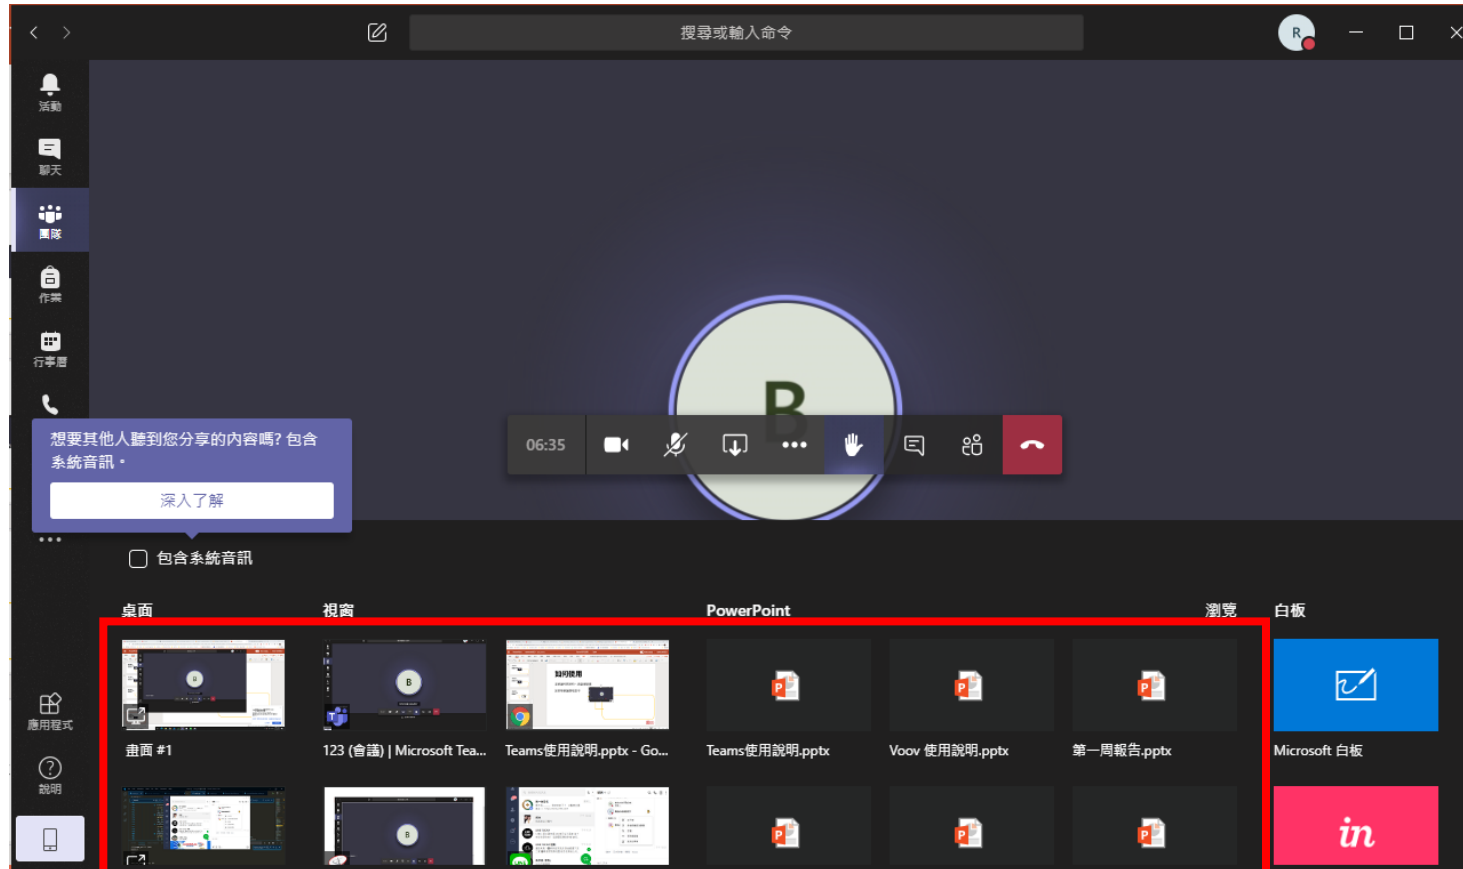 搜尋或輸入命令
R
活動
聊天
團隊
作業
行事曆
B
想要其他人聽到您分享的內容嗎? 包含
系統音訊。
深入了解
06:35
包含系統音訊
桌面
視窗
PowerPoint
瀏覽
白板
如何使用
畫面 #1
123 (會議) | Microsoft Tea...
Teams使用說明.pptx - Go...
Teams使用說明.pptx
Voov 使用說明.pptx
第一周報告.pptx
Microsoft 白板
應用程式
說明
in